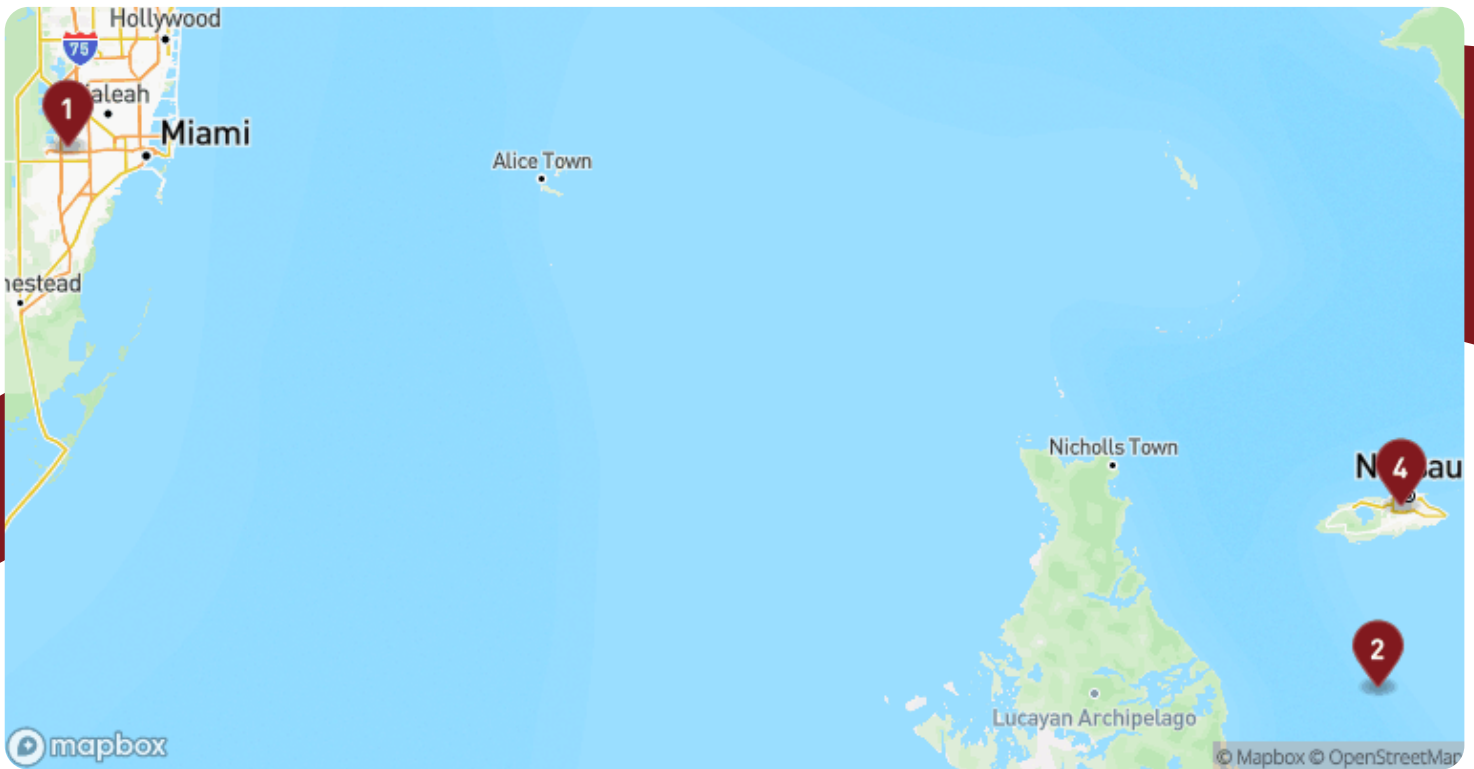 Hollywood
75
1
aleah
Miami
Alice Town
nestead
Nicholls Town
N
4
au
2
Lucayan Archipelago
mapbox
© Mapbox © OpenStreetMap